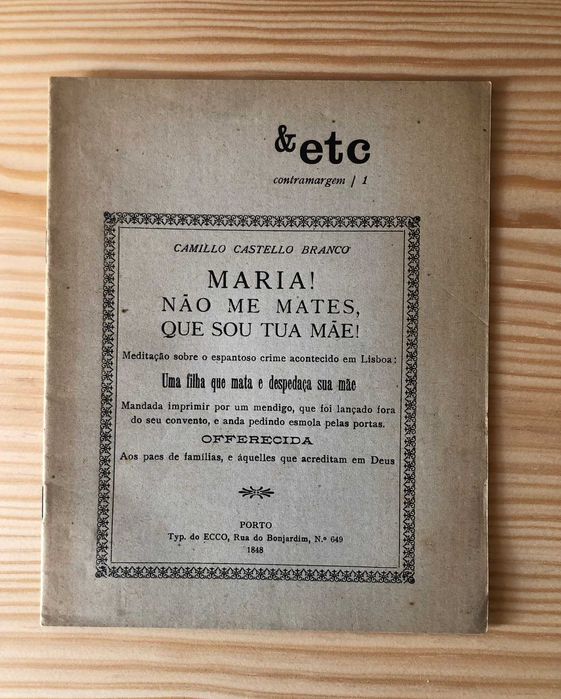 & etc
contramargem / 1
CAMILLO CASTELLO BRANCO
MARIA!
NÃO ME MATES,
QUE SOU TUA MÃE!
Meditação sobre o espantoso crime acontecido em Lisboa:
Uma filha que mata e despedaça sua mãe
Mandada imprimir por um mendigo, que foi lançado fora
do seu convento, e anda pedindo esmola pelas portas.
OFFERECIDA
Aos paes de familias, e áquelles que acreditam em Deus
PORTO
Typ. do ECCO, Rua do Bonjardim, N.º 649
1848